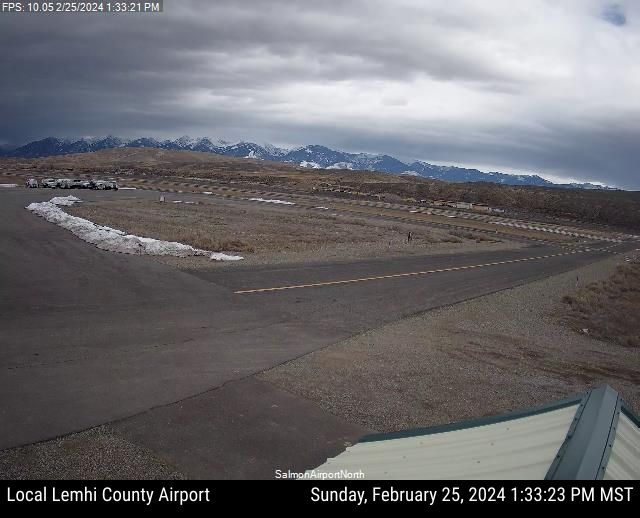 FPS: 10.05 2/25/2024 1:33:21 PM
SalmonAirportNorth
Local Lemhi County Airport Sunday, February 25, 2024 1:33:23 PM MST